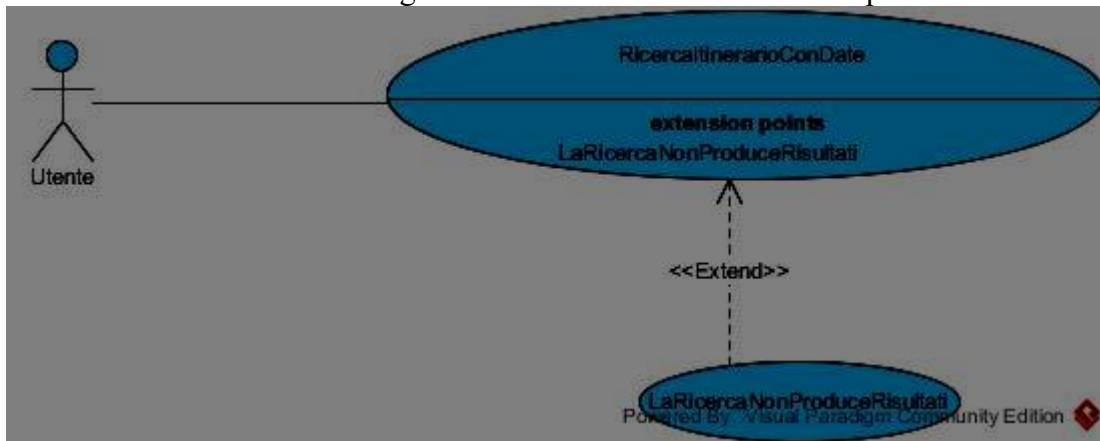 RicercaItinerarioConDate
extension points
LaRicercaNonProduceRisultati
Utente
<<Extend>>
LaRicercaNonProduceRisultati
Powered By Visual Paradigm Community Edition